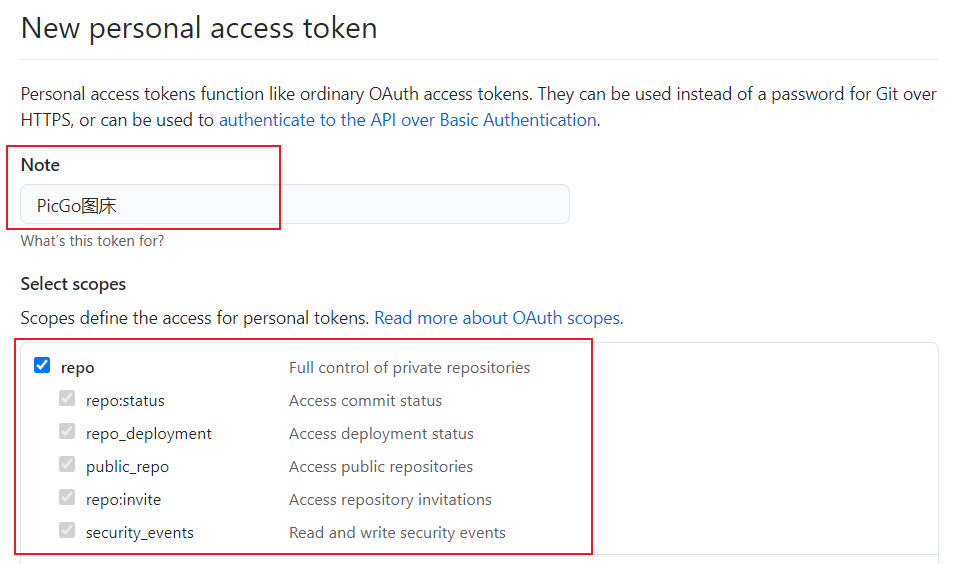 New personal access token
Personal access tokens function like ordinary OAuth access tokens. They can be used instead of a password for Git over
HTTPS, or can be used to authenticate to the API over Basic Authentication.
Note
PicGo图床
What's this token for?
Select scopes
Scopes define the access for personal tokens. Read more about OAuth scopes.
repo Full control of private repositories
repo:status Access commit status
repo_deployment Access deployment status
public_repo Access public repositories
repo:invite Access repository invitations
security_events Read and write security events